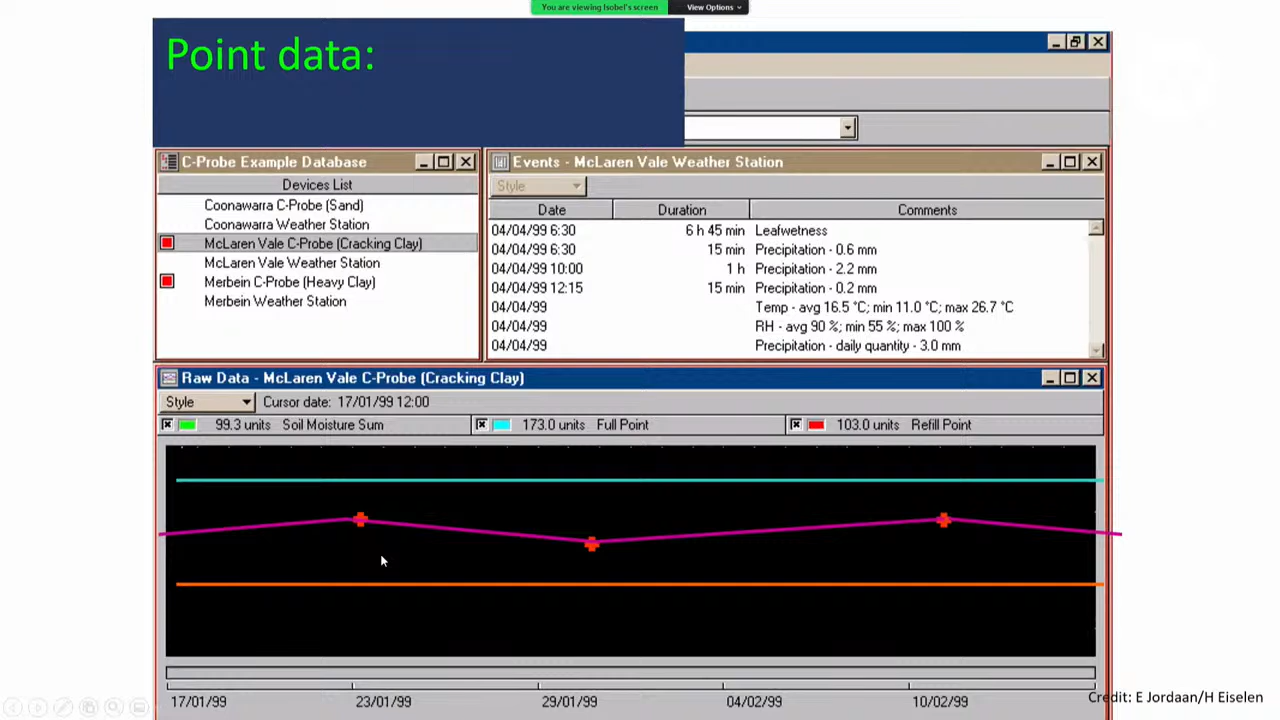 You are viewing Isobel's screen View Options
Point data:
C-Probe Example Database
Devices List
Coonawarra C-Probe (Sand)
Coonawarra Weather Station
McLaren Vale C-Probe (Cracking Clay)
McLaren Vale Weather Station
Merbein C-Probe (Heavy Clay)
Merbein Weather Station
Events - McLaren Vale Weather Station
Style
Date Duration Comments
04/04/99 6:30 6 h 45 min Leafwetness
04/04/99 6:30 15 min Precipitation - 0.6 mm
04/04/99 10:00 1 h Precipitation - 2.2 mm
04/04/99 12:15 15 min Precipitation - 0.2 mm
04/04/99 Temp - avg 16.5 °C; min 11.0 °C; max 26.7 °C
04/04/99 RH - avg 90 %; min 55 %; max 100 %
04/04/99 Precipitation - daily quantity - 3.0 mm
Raw Data - McLaren Vale C-Probe (Cracking Clay)
Style Cursor date: 17/01/99 12:00
99.3 units Soil Moisture Sum 173.0 units Full Point 103.0 units Refill Point
17/01/99 23/01/99 29/01/99 04/02/99 10/02/99
Credit: E Jordaan/H Eiselen